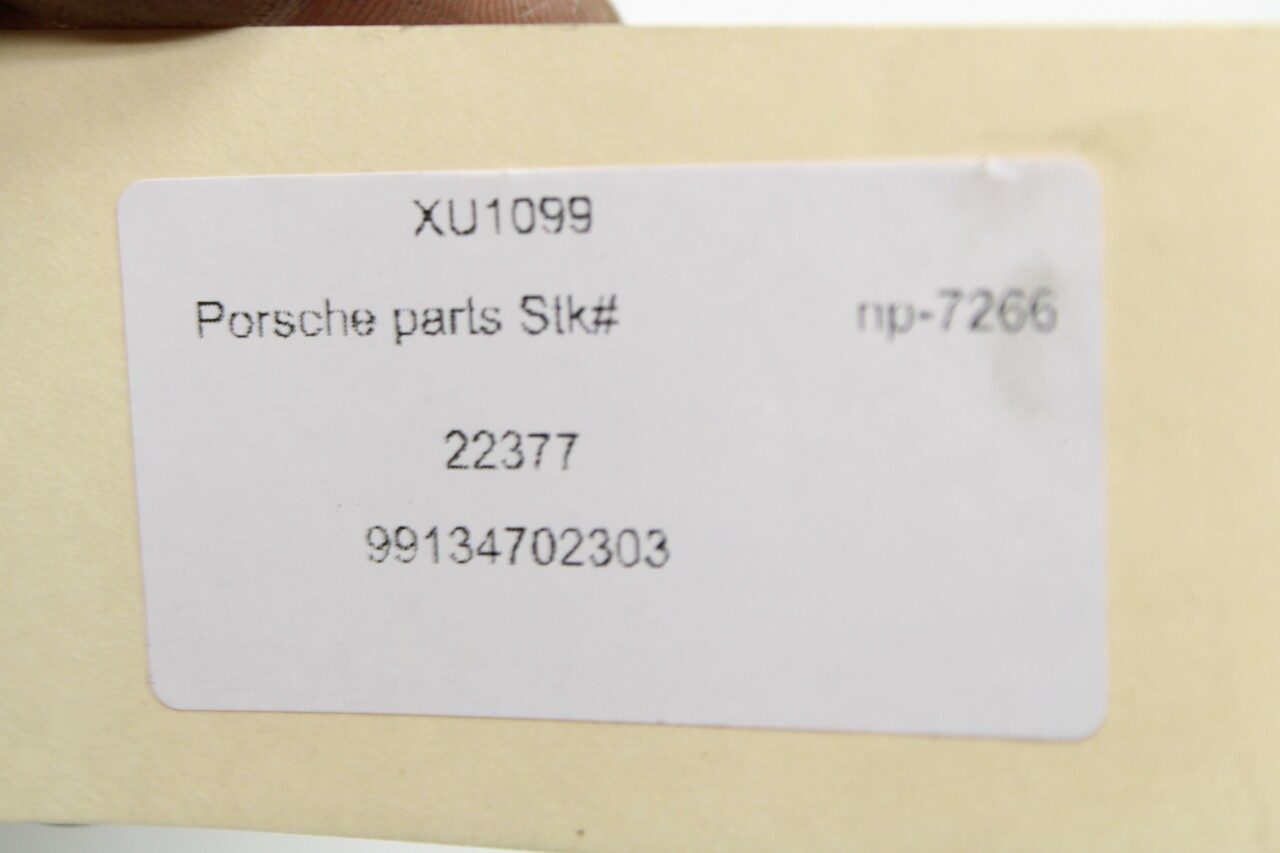 XU1099
Porsche parts Stk# np-7266
22377
99134702303